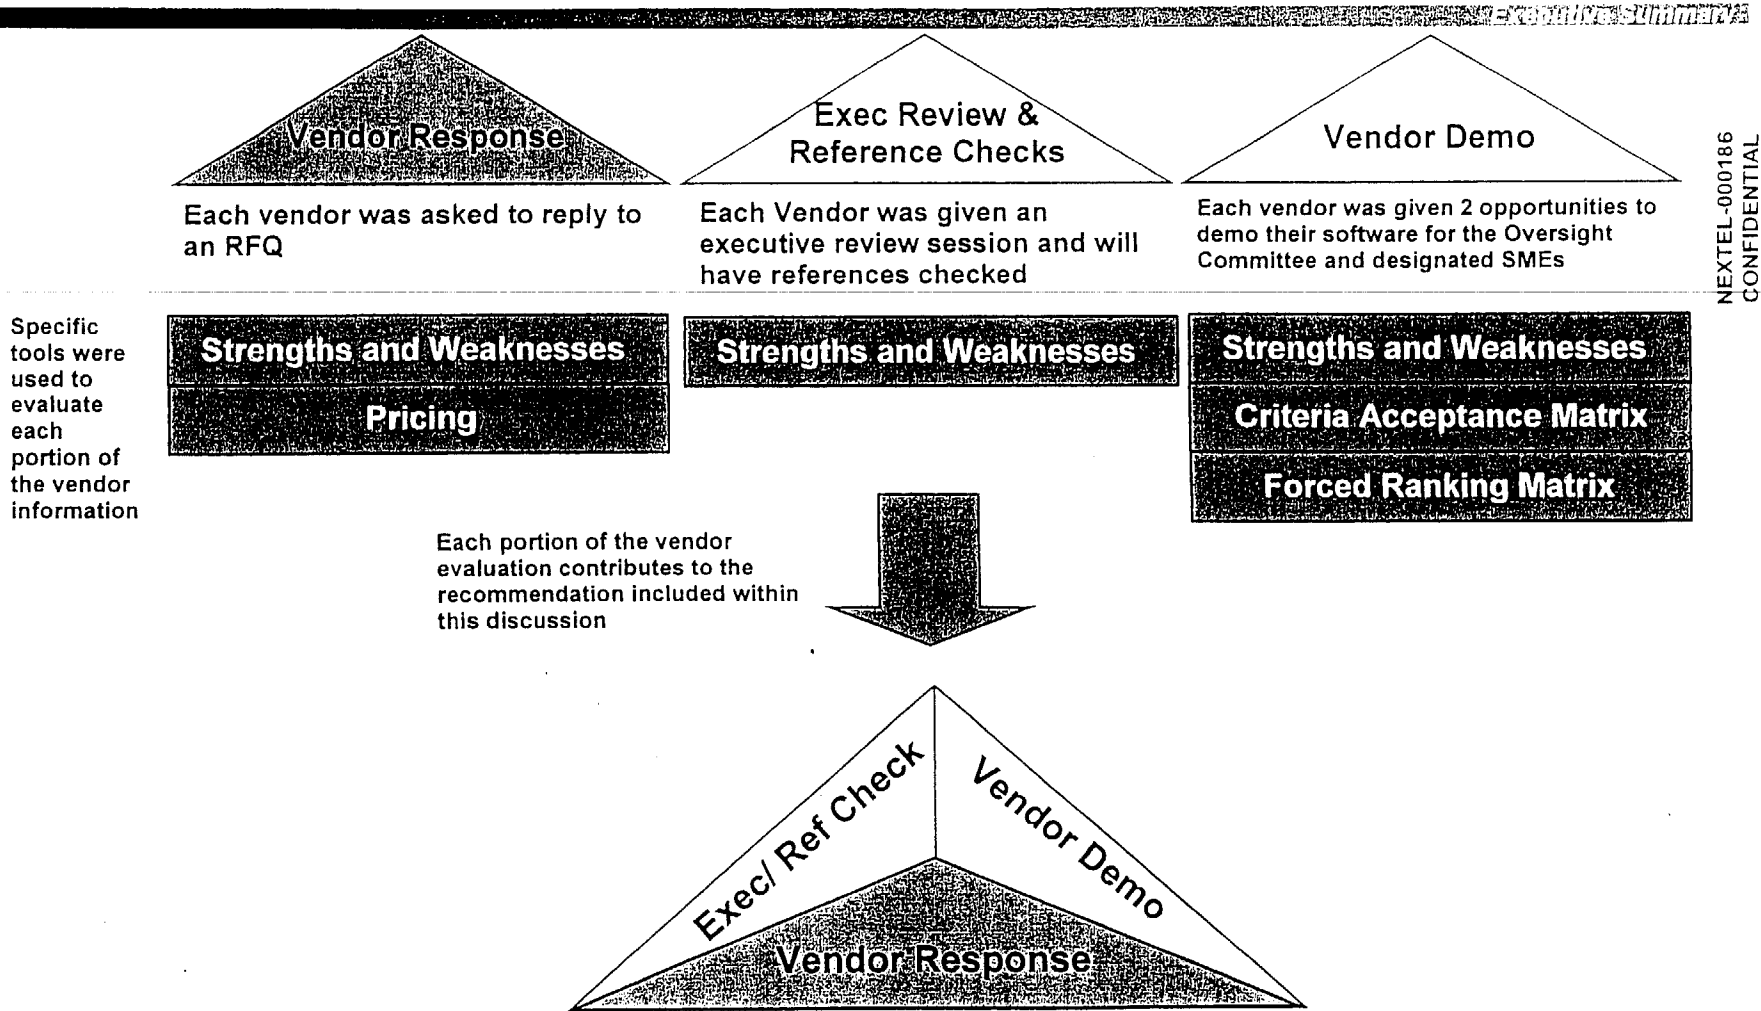 Executive Summary
Vendor Response
Exec Review &
Reference Checks
Vendor Demo
Each vendor was asked to reply to
an RFQ
Each Vendor was given an
executive review session and will
have references checked
Each vendor was given 2 opportunities to
demo their software for the Oversight
Committee and designated SMEs
NEXTEL-000186
CONFIDENTIAL
Specific
tools were
used to
evaluate
each
portion of
the vendor
information
Strengths and Weaknesses
Pricing
Strengths and Weaknesses
Strengths and Weaknesses
Criteria Acceptance Matrix
Forced Ranking Matrix
Each portion of the vendor
evaluation contributes to the
recommendation included within
this discussion
Exec/ Ref Check
Vendor Demo
Vendor Response